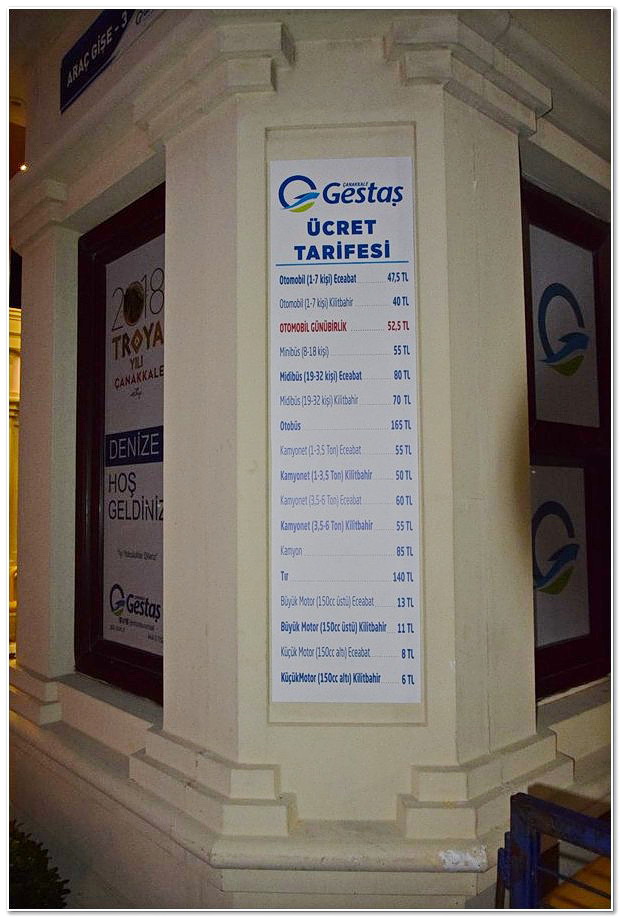 ARAÇ GİŞE - 3
ÇANAKKALE
Gestaş
ÜCRET
TARİFESİ
Otomobil (1-7 kişi) Eceabat 47,5 TL
Otomobil (1-7 kişi) Kilitbahir 40 TL
OTOMOBİL GÜNÜBİRLİK 52,5 TL
Minibüs (8-18 kişi) 55 TL
Midibüs (19-32 kişi) Eceabat 80 TL
Midibüs (19-32 kişi) Kilitbahir 70 TL
Otobüs 165 TL
Kamyonet (1-3,5 Ton) Eceabat 55 TL
Kamyonet (1-3,5 Ton) Kilitbahir 50 TL
Kamyonet (3,5-6 Ton) Eceabat 60 TL
Kamyonet (3,5-6 Ton) Kilitbahir 55 TL
Kamyon 85 TL
Tır 140 TL
Büyük Motor (150cc üstü) Eceabat 13 TL
Büyük Motor (150cc üstü) Kilitbahir 11 TL
Küçük Motor (150cc altı) Eceabat 8 TL
KüçükMotor (150cc altı) Kilitbahir 6 TL
2018
TROYA
YILI
ÇANAKKALE
DENİZE
HOŞ
GELDİNİZ
"İyi Yolculuklar Dileriz"
Gestaş